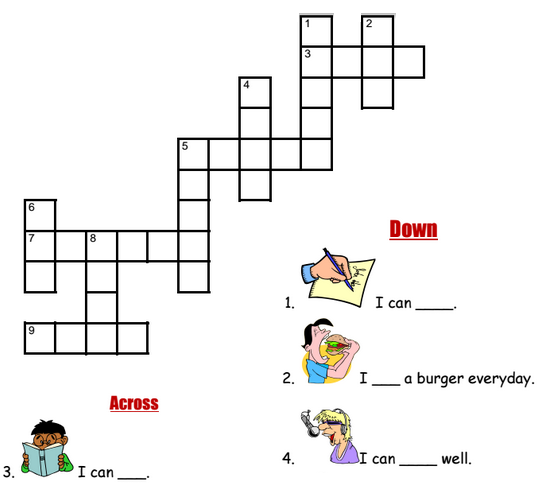 1 2
3
4
5
6
7 8
9
Down
1. I can ____.
2. I ___ a burger everyday.
Across
3. I can ___.
4. I can ____ well.